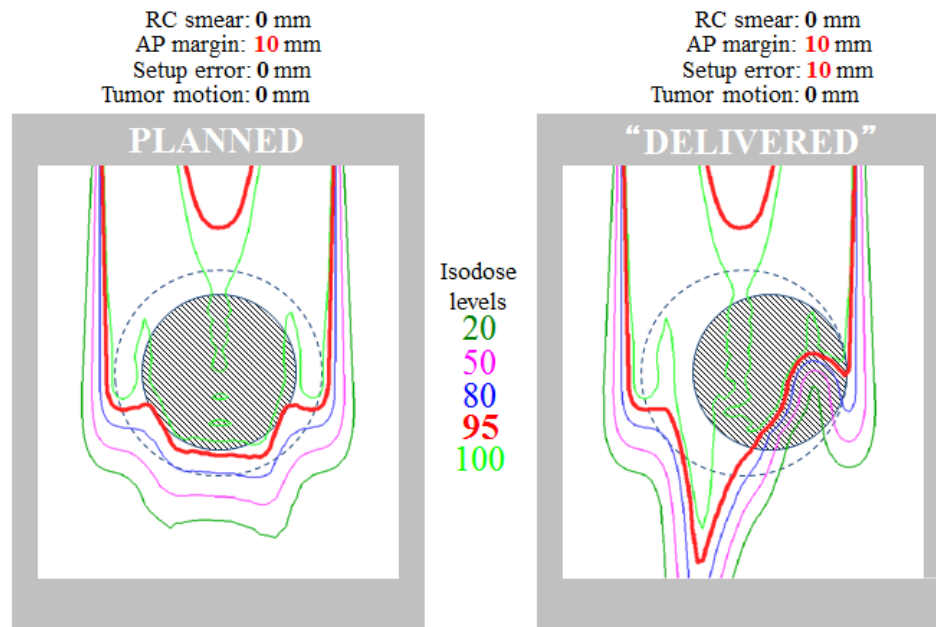 RC smear: 0 mm
AP margin: 10 mm
Setup error: 0 mm
Tumor motion: 0 mm
PLANNED
RC smear: 0 mm
AP margin: 10 mm
Setup error: 10 mm
Tumor motion: 0 mm
“DELIVERED”
Isodose
levels
20
50
80
95
100